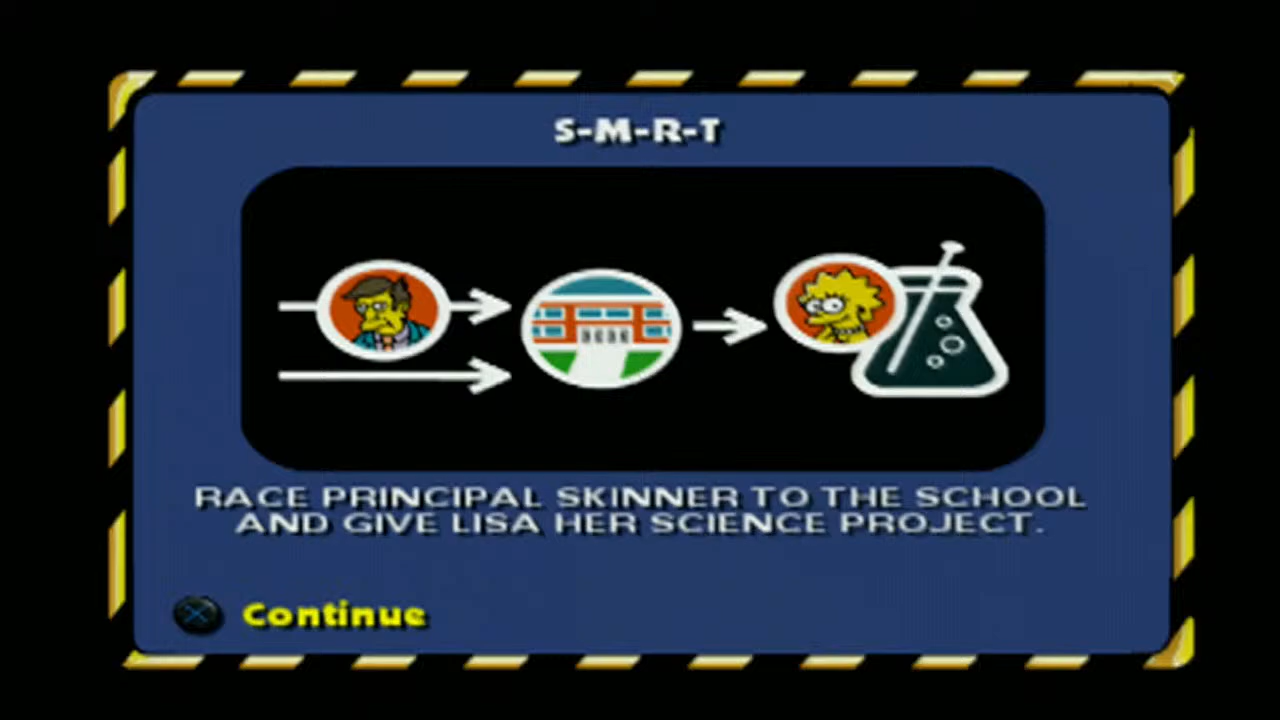 S-M-R-T
RACE PRINCIPAL SKINNER TO THE SCHOOL
AND GIVE LISA HER SCIENCE PROJECT.
Continue